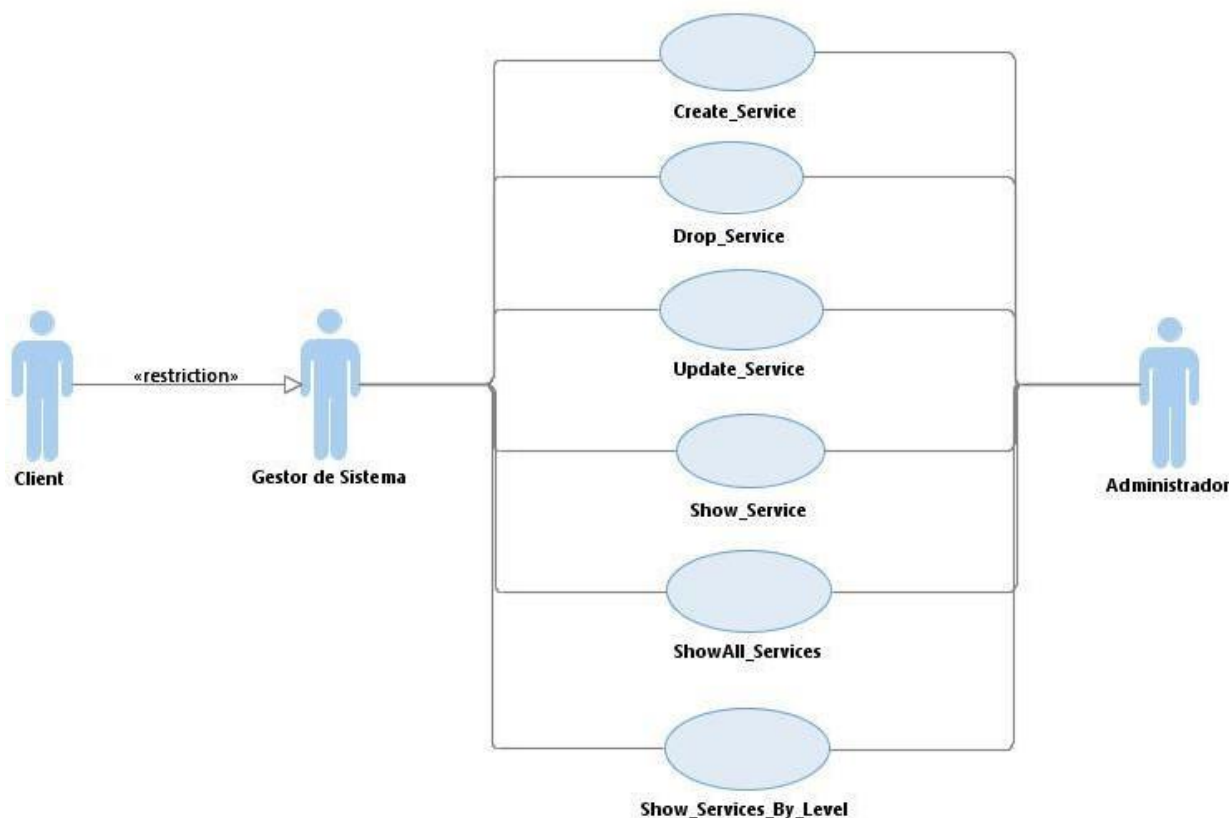 Create_Service
Drop_Service
Update_Service
«restriction»
Client
Gestor de Sistema
Administrador
Show_Service
ShowAll_Services
Show_Services_By_Level